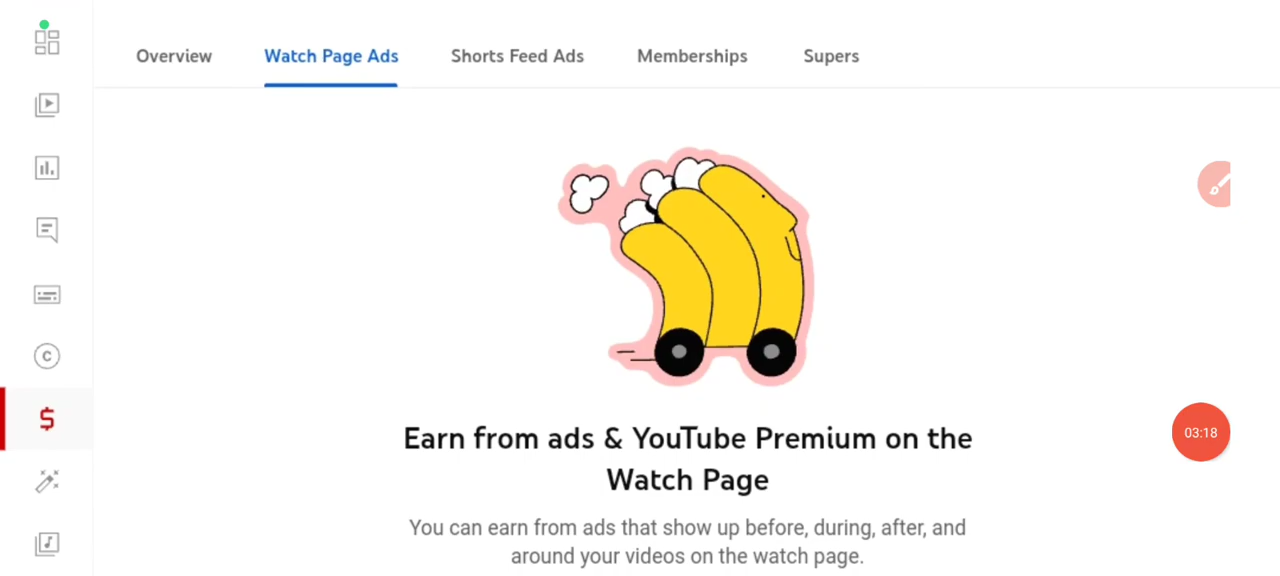 Overview Watch Page Ads Shorts Feed Ads Memberships Supers
Earn from ads & YouTube Premium on the
Watch Page
You can earn from ads that show up before, during, after, and
around your videos on the watch page.
03:18